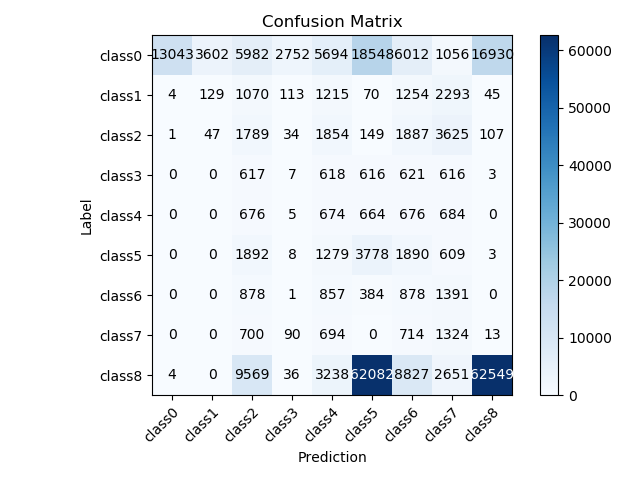 Confusion Matrix
class0 13043 3602 5982 2752 5694 18548 6012 1056 16930
class1 4 129 1070 113 1215 70 1254 2293 45
class2 1 47 1789 34 1854 149 1887 3625 107
class3 0 0 617 7 618 616 621 616 3
class4 0 0 676 5 674 664 676 684 0
class5 0 0 1892 8 1279 3778 1890 609 3
class6 0 0 878 1 857 384 878 1391 0
class7 0 0 700 90 694 0 714 1324 13
class8 4 0 9569 36 3238 62082 8827 2651 62549
class0 class1 class2 class3 class4 class5 class6 class7 class8
Prediction
Label
60000
50000
40000
30000
20000
10000
0